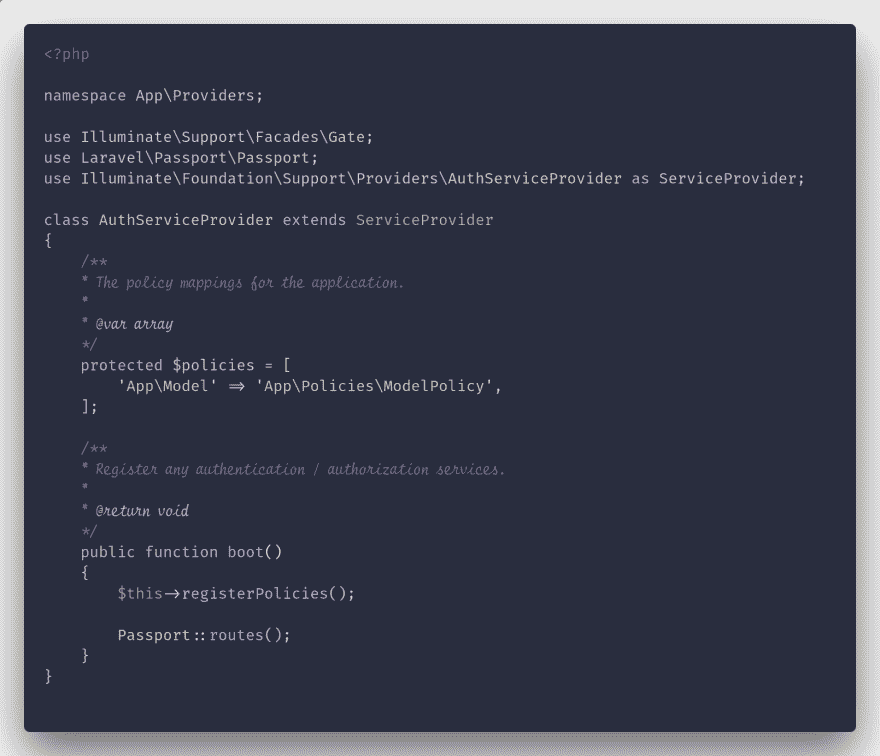 <?php

namespace App\Providers;

use Illuminate\Support\Facades\Gate;
use Laravel\Passport\Passport;
use Illuminate\Foundation\Support\Providers\AuthServiceProvider as ServiceProvider;

class AuthServiceProvider extends ServiceProvider
{
    /**
    * The policy mappings for the application.
    *
    * @var array
    */
    protected $policies = [
        'App\Model' => 'App\Policies\ModelPolicy',
    ];

    /**
    * Register any authentication / authorization services.
    *
    * @return void
    */
    public function boot()
    {
        $this->registerPolicies();

        Passport::routes();
    }
}